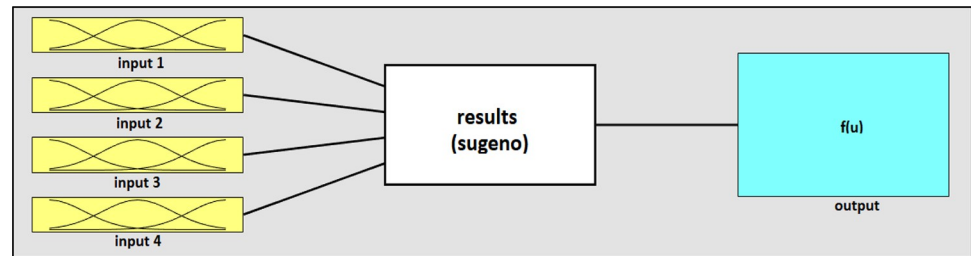 input 1
input 2
input 3
input 4
results
(sugeno)
f(u)
output